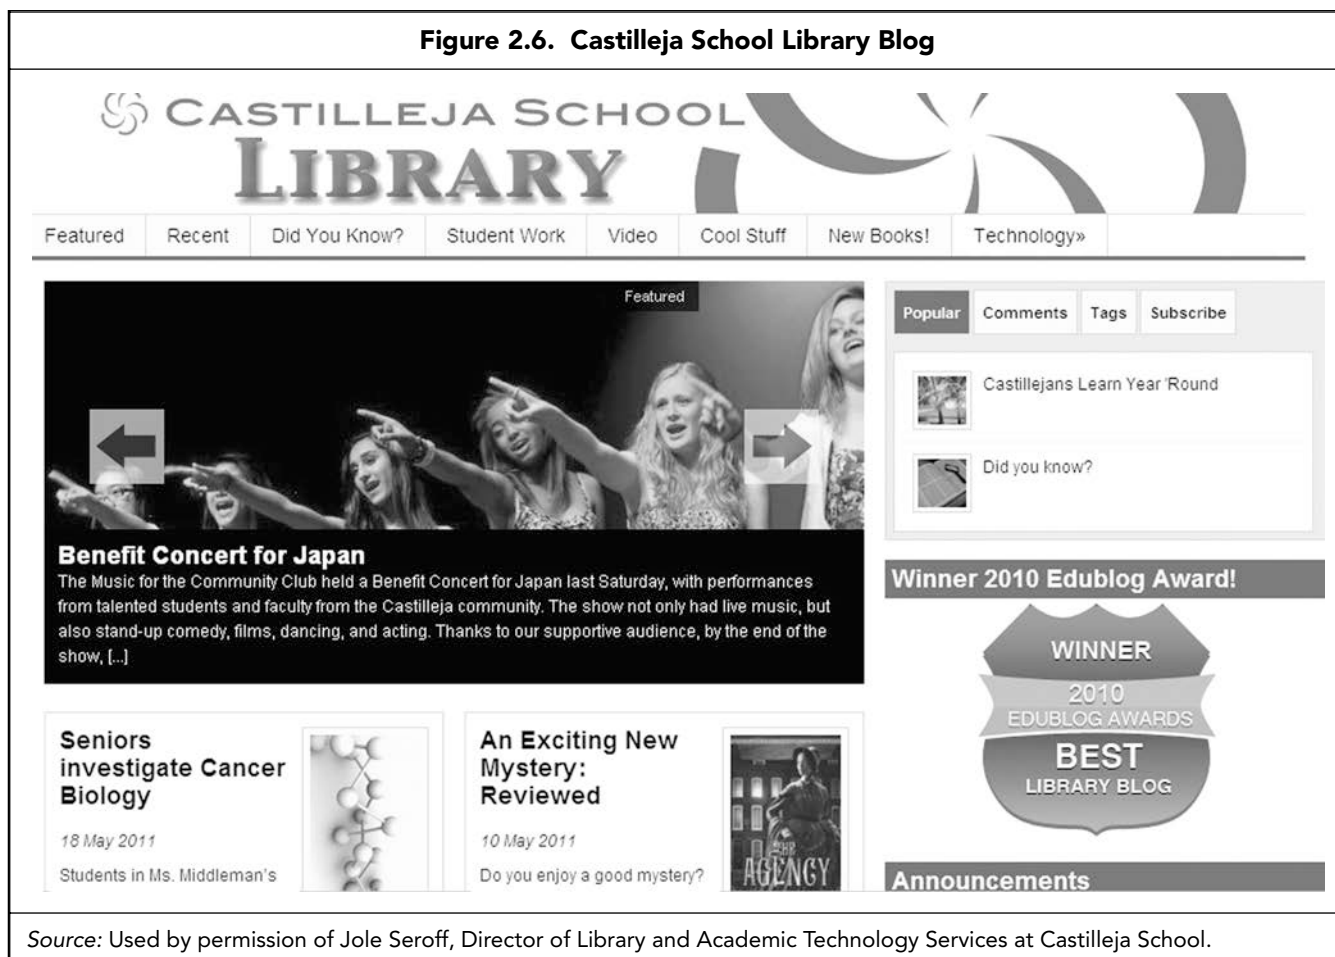 Figure 2.6. Castilleja School Library Blog
CASTILLEJA SCHOOL
LIBRARY
Featured Recent Did You Know? Student Work Video Cool Stuff New Books! Technology»
Featured
Benefit Concert for Japan
The Music for the Community Club held a Benefit Concert for Japan last Saturday, with performances
from talented students and faculty from the Castilleja community. The show not only had live music, but
also stand-up comedy, films, dancing, and acting. Thanks to our supportive audience, by the end of the
show, [...]
Popular Comments Tags Subscribe
Castillejans Learn Year 'Round
Did you know?
Winner 2010 Edublog Award!
WINNER
2010
EDUBLOG AWARDS
BEST
LIBRARY BLOG
Seniors
investigate Cancer
Biology
18 May 2011
Students in Ms. Middleman's
An Exciting New
Mystery:
Reviewed
10 May 2011
Do you enjoy a good mystery?
THE
AGENCY
Announcements
Source: Used by permission of Jole Seroff, Director of Library and Academic Technology Services at Castilleja School.